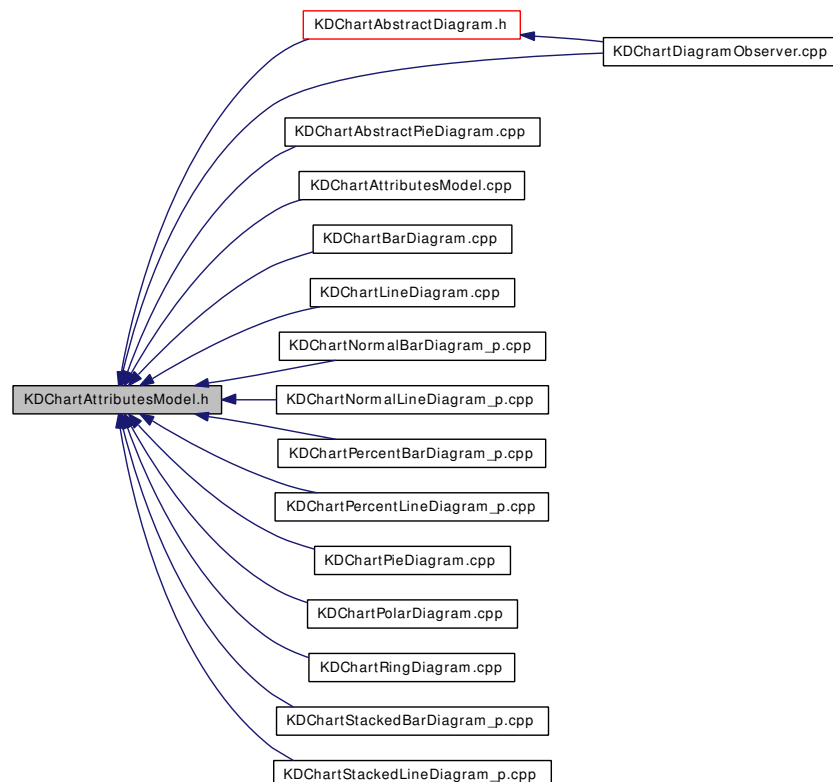 KDChartAbstractDiagram.h
KDChartDiagramObserver.cpp
KDChartAbstractPieDiagram.cpp
KDChartAttributesModel.cpp
KDChartBarDiagram.cpp
KDChartLineDiagram.cpp
KDChartNormalBarDiagram_p.cpp
KDChartAttributesModel.h
KDChartNormalLineDiagram_p.cpp
KDChartPercentBarDiagram_p.cpp
KDChartPercentLineDiagram_p.cpp
KDChartPieDiagram.cpp
KDChartPolarDiagram.cpp
KDChartRingDiagram.cpp
KDChartStackedBarDiagram_p.cpp
KDChartStackedLineDiagram_p.cpp